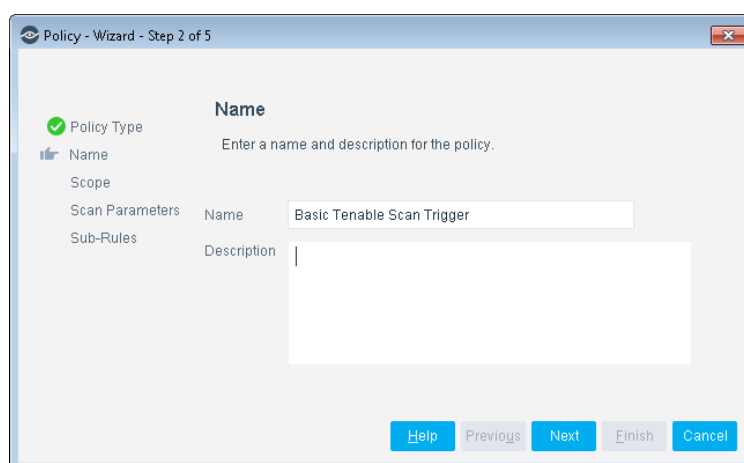 Policy - Wizard - Step 2 of 5
Policy Type
Name
Scope
Scan Parameters
Sub-Rules
Name
Enter a name and description for the policy.
Name Basic Tenable Scan Trigger
Description
Help Previous Next Finish Cancel